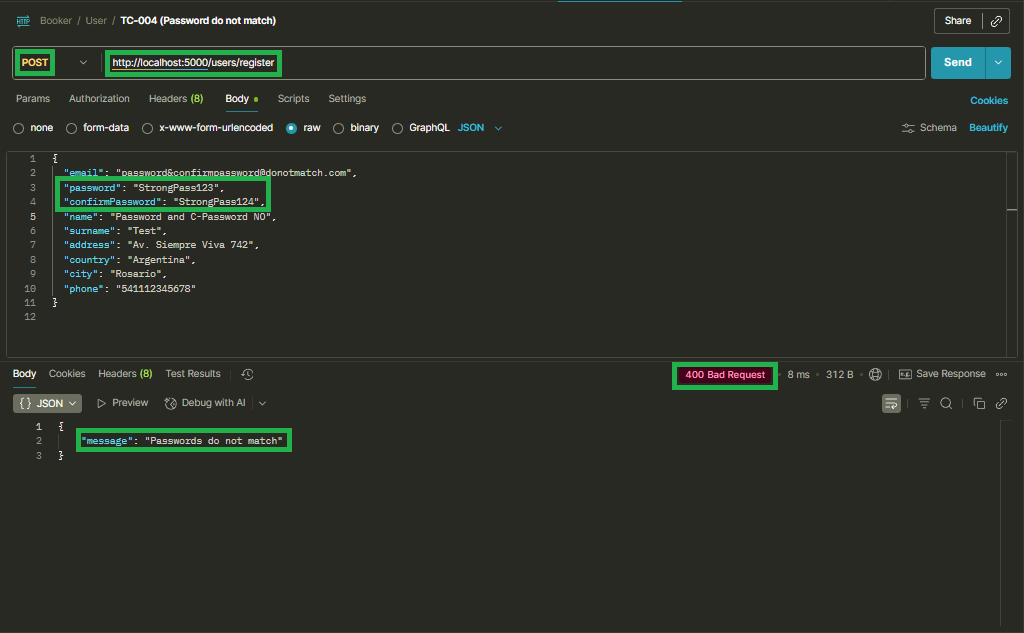 HTTP Booker / User / TC-004 (Password do not match) Share
POST http://localhost:5000/users/register Send
Params Authorization Headers (8) Body Scripts Settings Cookies
none form-data x-www-form-urlencoded raw binary GraphQL JSON Schema Beautify
1 {
2 "email": "password&confirmpassword@donotmatch.com",
3 "password": "StrongPass123",
4 "confirmPassword": "StrongPass124",
5 "name": "Password and C-Password NO",
6 "surname": "Test",
7 "address": "Av. Siempre Viva 742",
8 "country": "Argentina",
9 "city": "Rosario",
10 "phone": "541112345678"
11 }
12
Body Cookies Headers (8) Test Results 400 Bad Request 8 ms 312 B Save Response
{} JSON Preview Debug with AI
1 {
2 "message": "Passwords do not match"
3 }